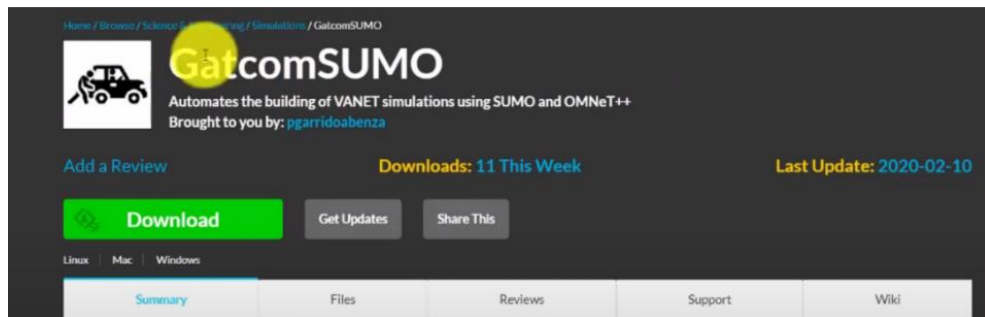 Home / Browse / Science & Engineering / Simulations / GatcomSUMO
GatcomSUMO
Automates the building of VANET simulations using SUMO and OMNeT++
Brought to you by: pgarridoabenza
Add a Review Downloads: 11 This Week Last Update: 2020-02-10
Download Get Updates Share This
Linux | Mac | Windows
Summary Files Reviews Support Wiki